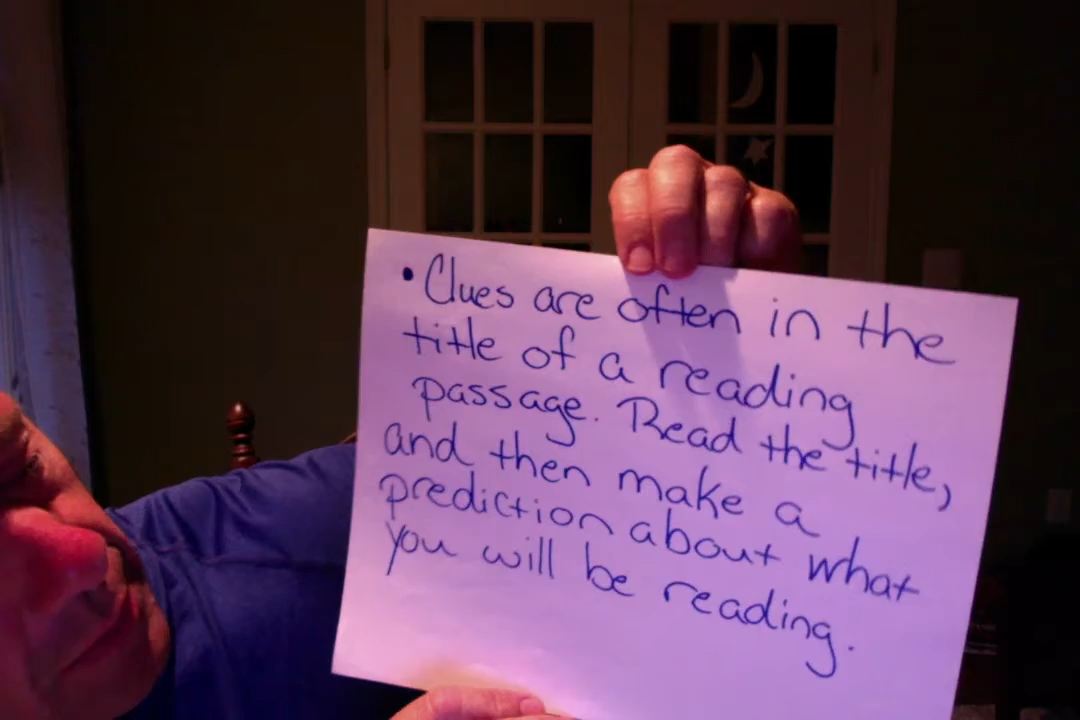 • Clues are often in the
title of a reading
passage. Read the title,
and then make a
prediction about what
you will be reading.